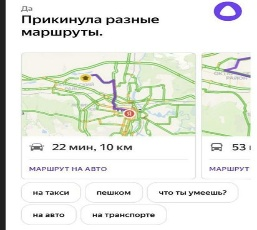 Да
Прикинула разные
маршруты.
22 мин, 10 км
53
МАРШРУТ НА АВТО
МАРШРУТ
на такси
пешком
что ты умеешь?
на авто
на транспорте